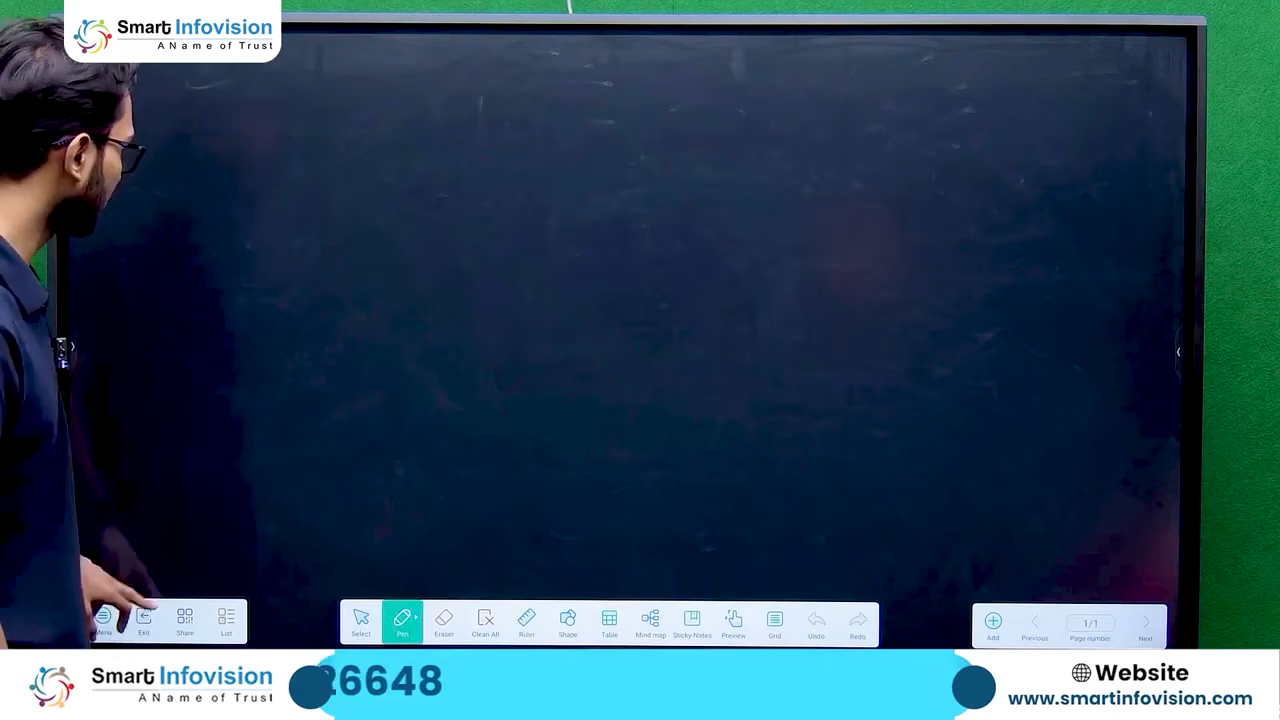 Smart Infovision
A Name of Trust
Menu Exit Share List
Select Pen Eraser Clean All Ruler Shape Table Mind map Sticky-Notes Preview Grid Undo Redo
1/1
Add Previous Page number Next
Smart Infovision
A Name of Trust
26648
Website
www.smartinfovision.com